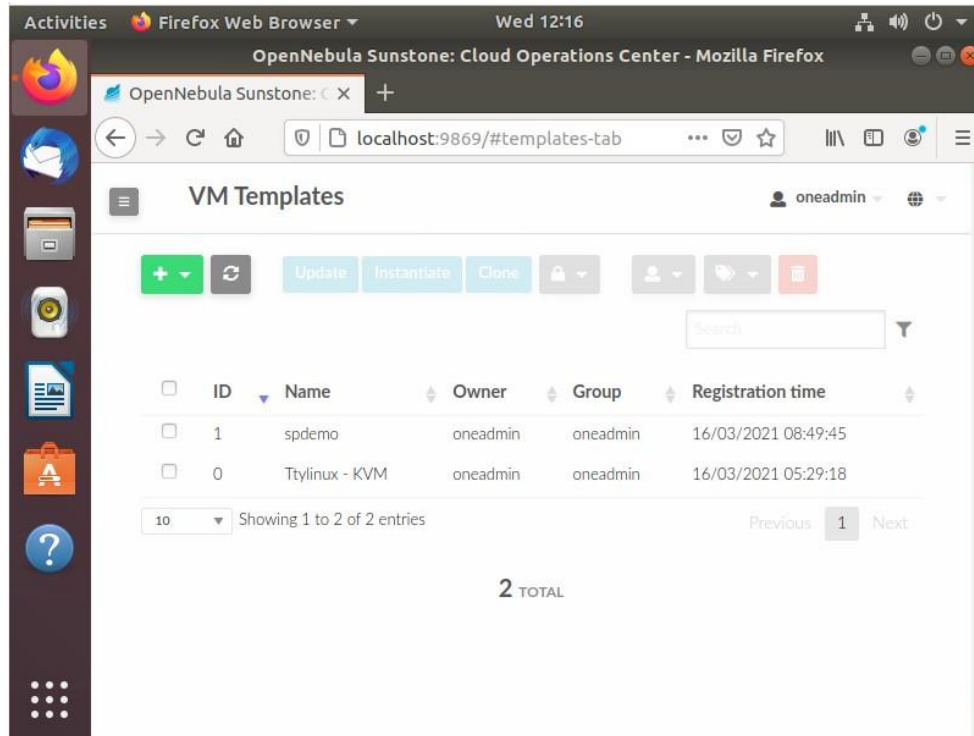 Activities Firefox Web Browser Wed 12:16
OpenNebula Sunstone: Cloud Operations Center - Mozilla Firefox
OpenNebula Sunstone: C
localhost:9869/#templates-tab
VM Templates oneadmin
Update Instantiate Clone
Search
ID Name Owner Group Registration time
1 spdemo oneadmin oneadmin 16/03/2021 08:49:45
0 Ttylinux - KVM oneadmin oneadmin 16/03/2021 05:29:18
10 Showing 1 to 2 of 2 entries Previous 1 Next
2 TOTAL